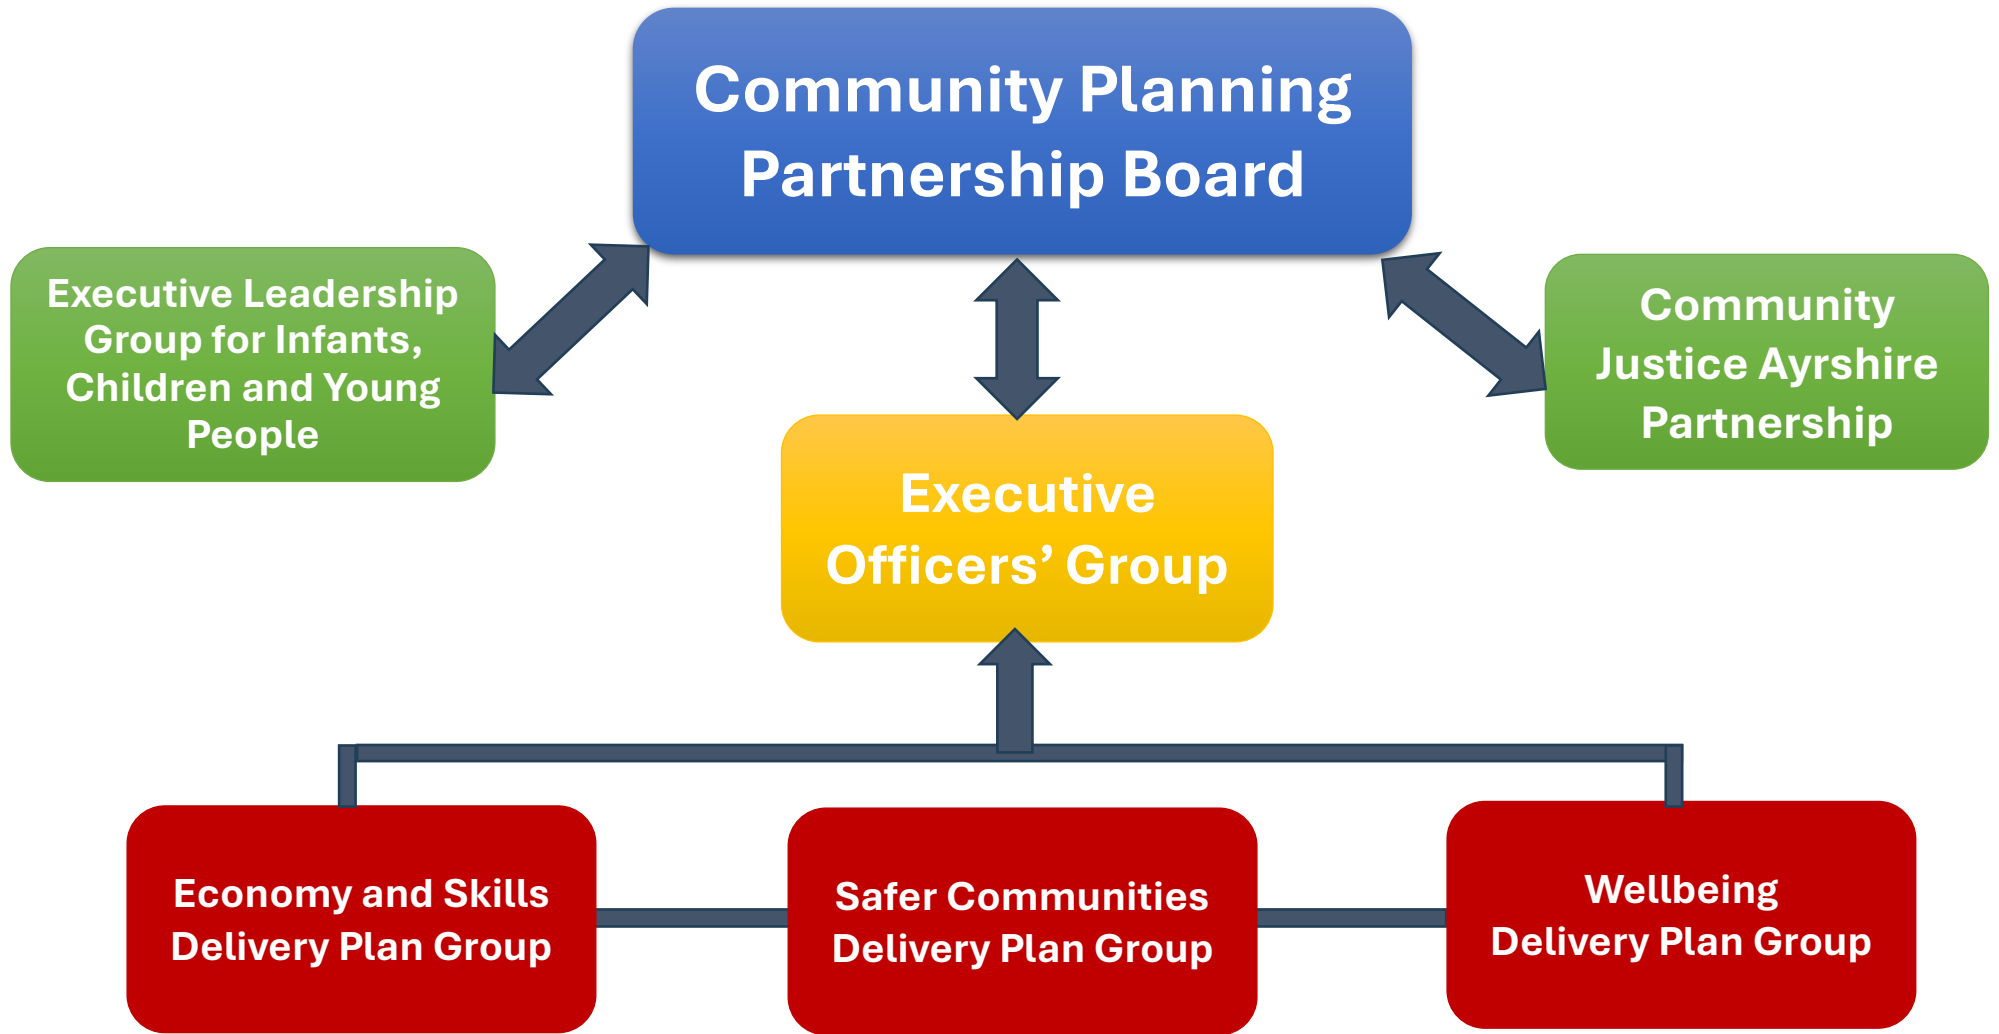 Community Planning
Partnership Board
Executive Leadership
Group for Infants,
Children and Young
People
Community
Justice Ayrshire
Partnership
Executive
Officers’ Group
Economy and Skills
Delivery Plan Group
Safer Communities
Delivery Plan Group
Wellbeing
Delivery Plan Group